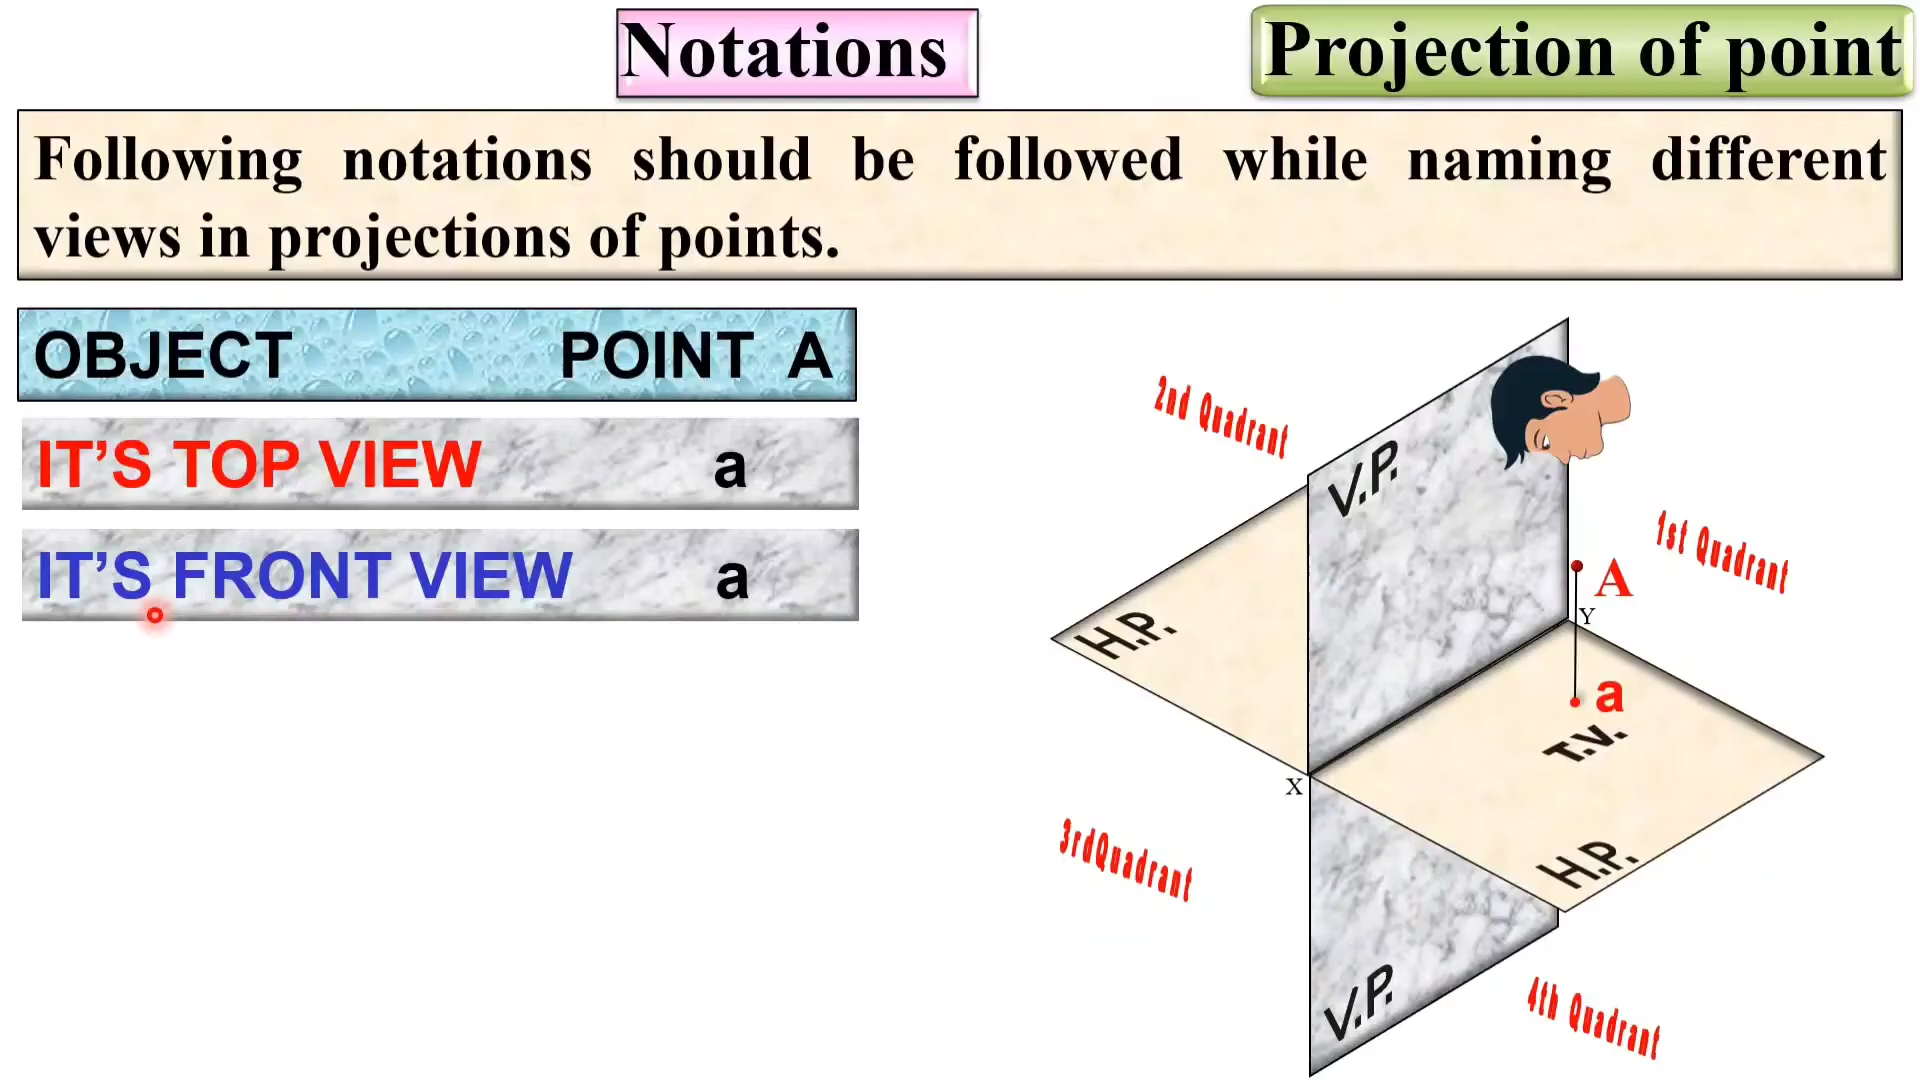 Notations
Projection of point
Following notations should be followed while naming different
views in projections of points.
OBJECT POINT A
IT’S TOP VIEW a
IT’S FRONT VIEW a
2nd Quadrant
V.P.
1st Quadrant
A
Y
H.P.
a
T.V.
X
3rdQuadrant
H.P.
V.P.
4th Quadrant